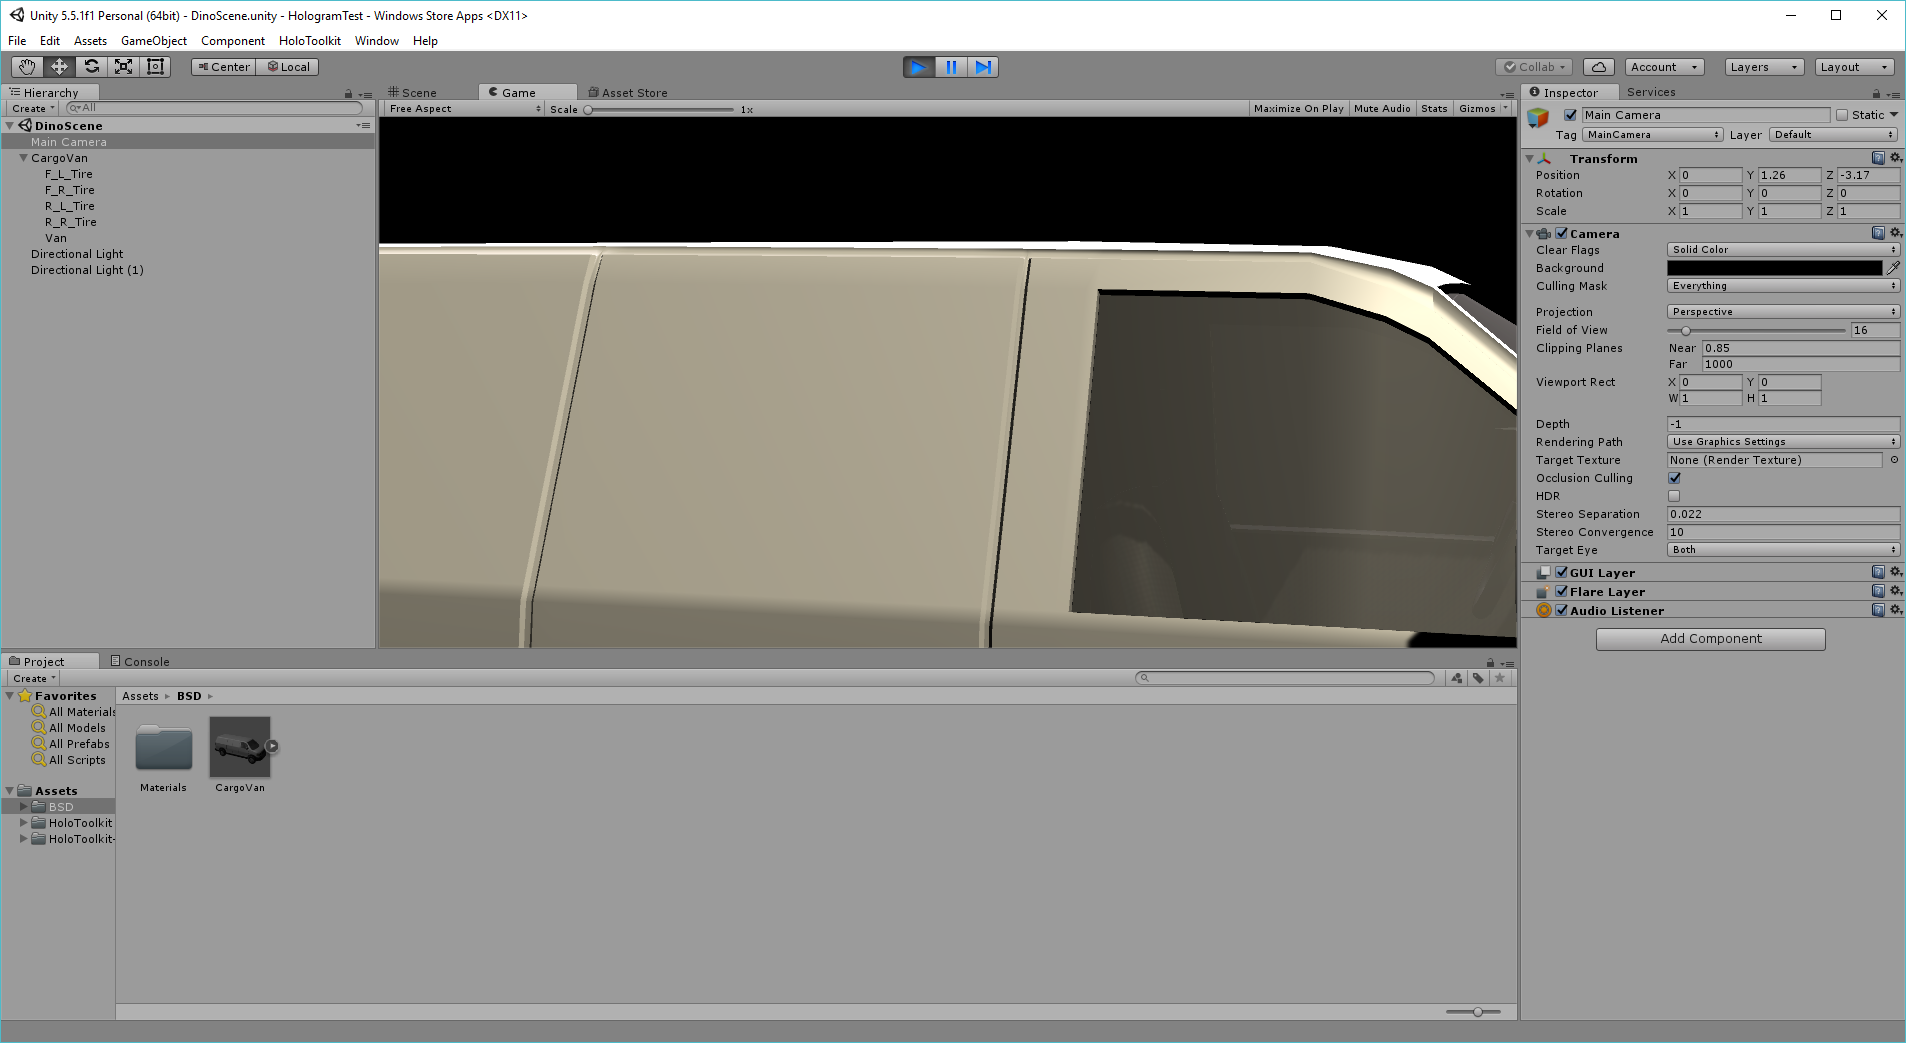 Unity 5.5.1f1 Personal (64bit) - DinoScene.unity - HologramTest - Windows Store Apps <DX11>
File Edit Assets GameObject Component HoloToolkit Window Help
Center Local
Collab Account Layers Layout
Hierarchy
Create All
DinoScene
Main Camera
CargoVan
F_L_Tire
F_R_Tire
R_L_Tire
R_R_Tire
Van
Directional Light
Directional Light (1)
Scene Game Asset Store
Free Aspect Scale 1x Maximize On Play Mute Audio Stats Gizmos
Inspector Services
Main Camera Static
Tag MainCamera Layer Default
Transform
Position X 0 Y 1.26 Z -3.17
Rotation X 0 Y 0 Z 0
Scale X 1 Y 1 Z 1
Camera
Clear Flags Solid Color
Background
Culling Mask Everything
Projection Perspective
Field of View 16
Clipping Planes Near 0.85
Far 1000
Viewport Rect X 0 Y 0
W 1 H 1
Depth -1
Rendering Path Use Graphics Settings
Target Texture None (Render Texture)
Occlusion Culling
HDR
Stereo Separation 0.022
Stereo Convergence 10
Target Eye Both
GUI Layer
Flare Layer
Audio Listener
Add Component
Project Console
Create
Favorites
All Materials
All Models
All Prefabs
All Scripts
Assets
BSD
HoloToolkit
HoloToolkit-
Assets BSD
Materials CargoVan